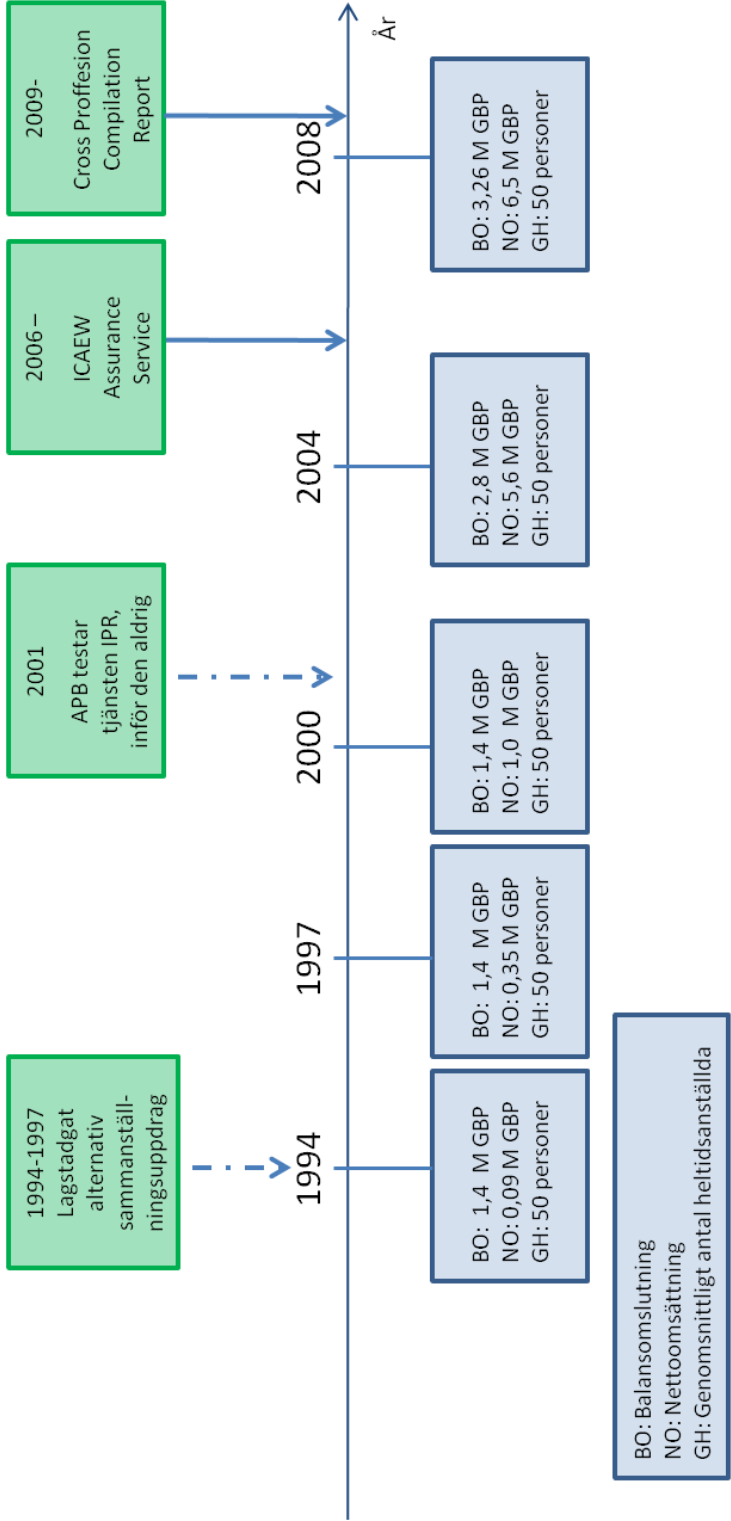 1994-1997
Lagstadgat
alternativ
sammanställ-
ningsuppdrag
2001
APB testar
tjänsten IPR,
inför den aldrig
2006 –
ICAEW
Assurance
Service
2009-
Cross Proffesion
Compilation
Report
1994
1997
2000
2004
2008
År
BO: 1,4 M GBP
NO: 0,09 M GBP
GH: 50 personer
BO: 1,4 M GBP
NO: 0,35 M GBP
GH: 50 personer
BO: 1,4 M GBP
NO: 1,0 M GBP
GH: 50 personer
BO: 2,8 M GBP
NO: 5,6 M GBP
GH: 50 personer
BO: 3,26 M GBP
NO: 6,5 M GBP
GH: 50 personer
BO: Balansomslutning
NO: Nettoomsättning
GH: Genomsnittligt antal heltidsanställda